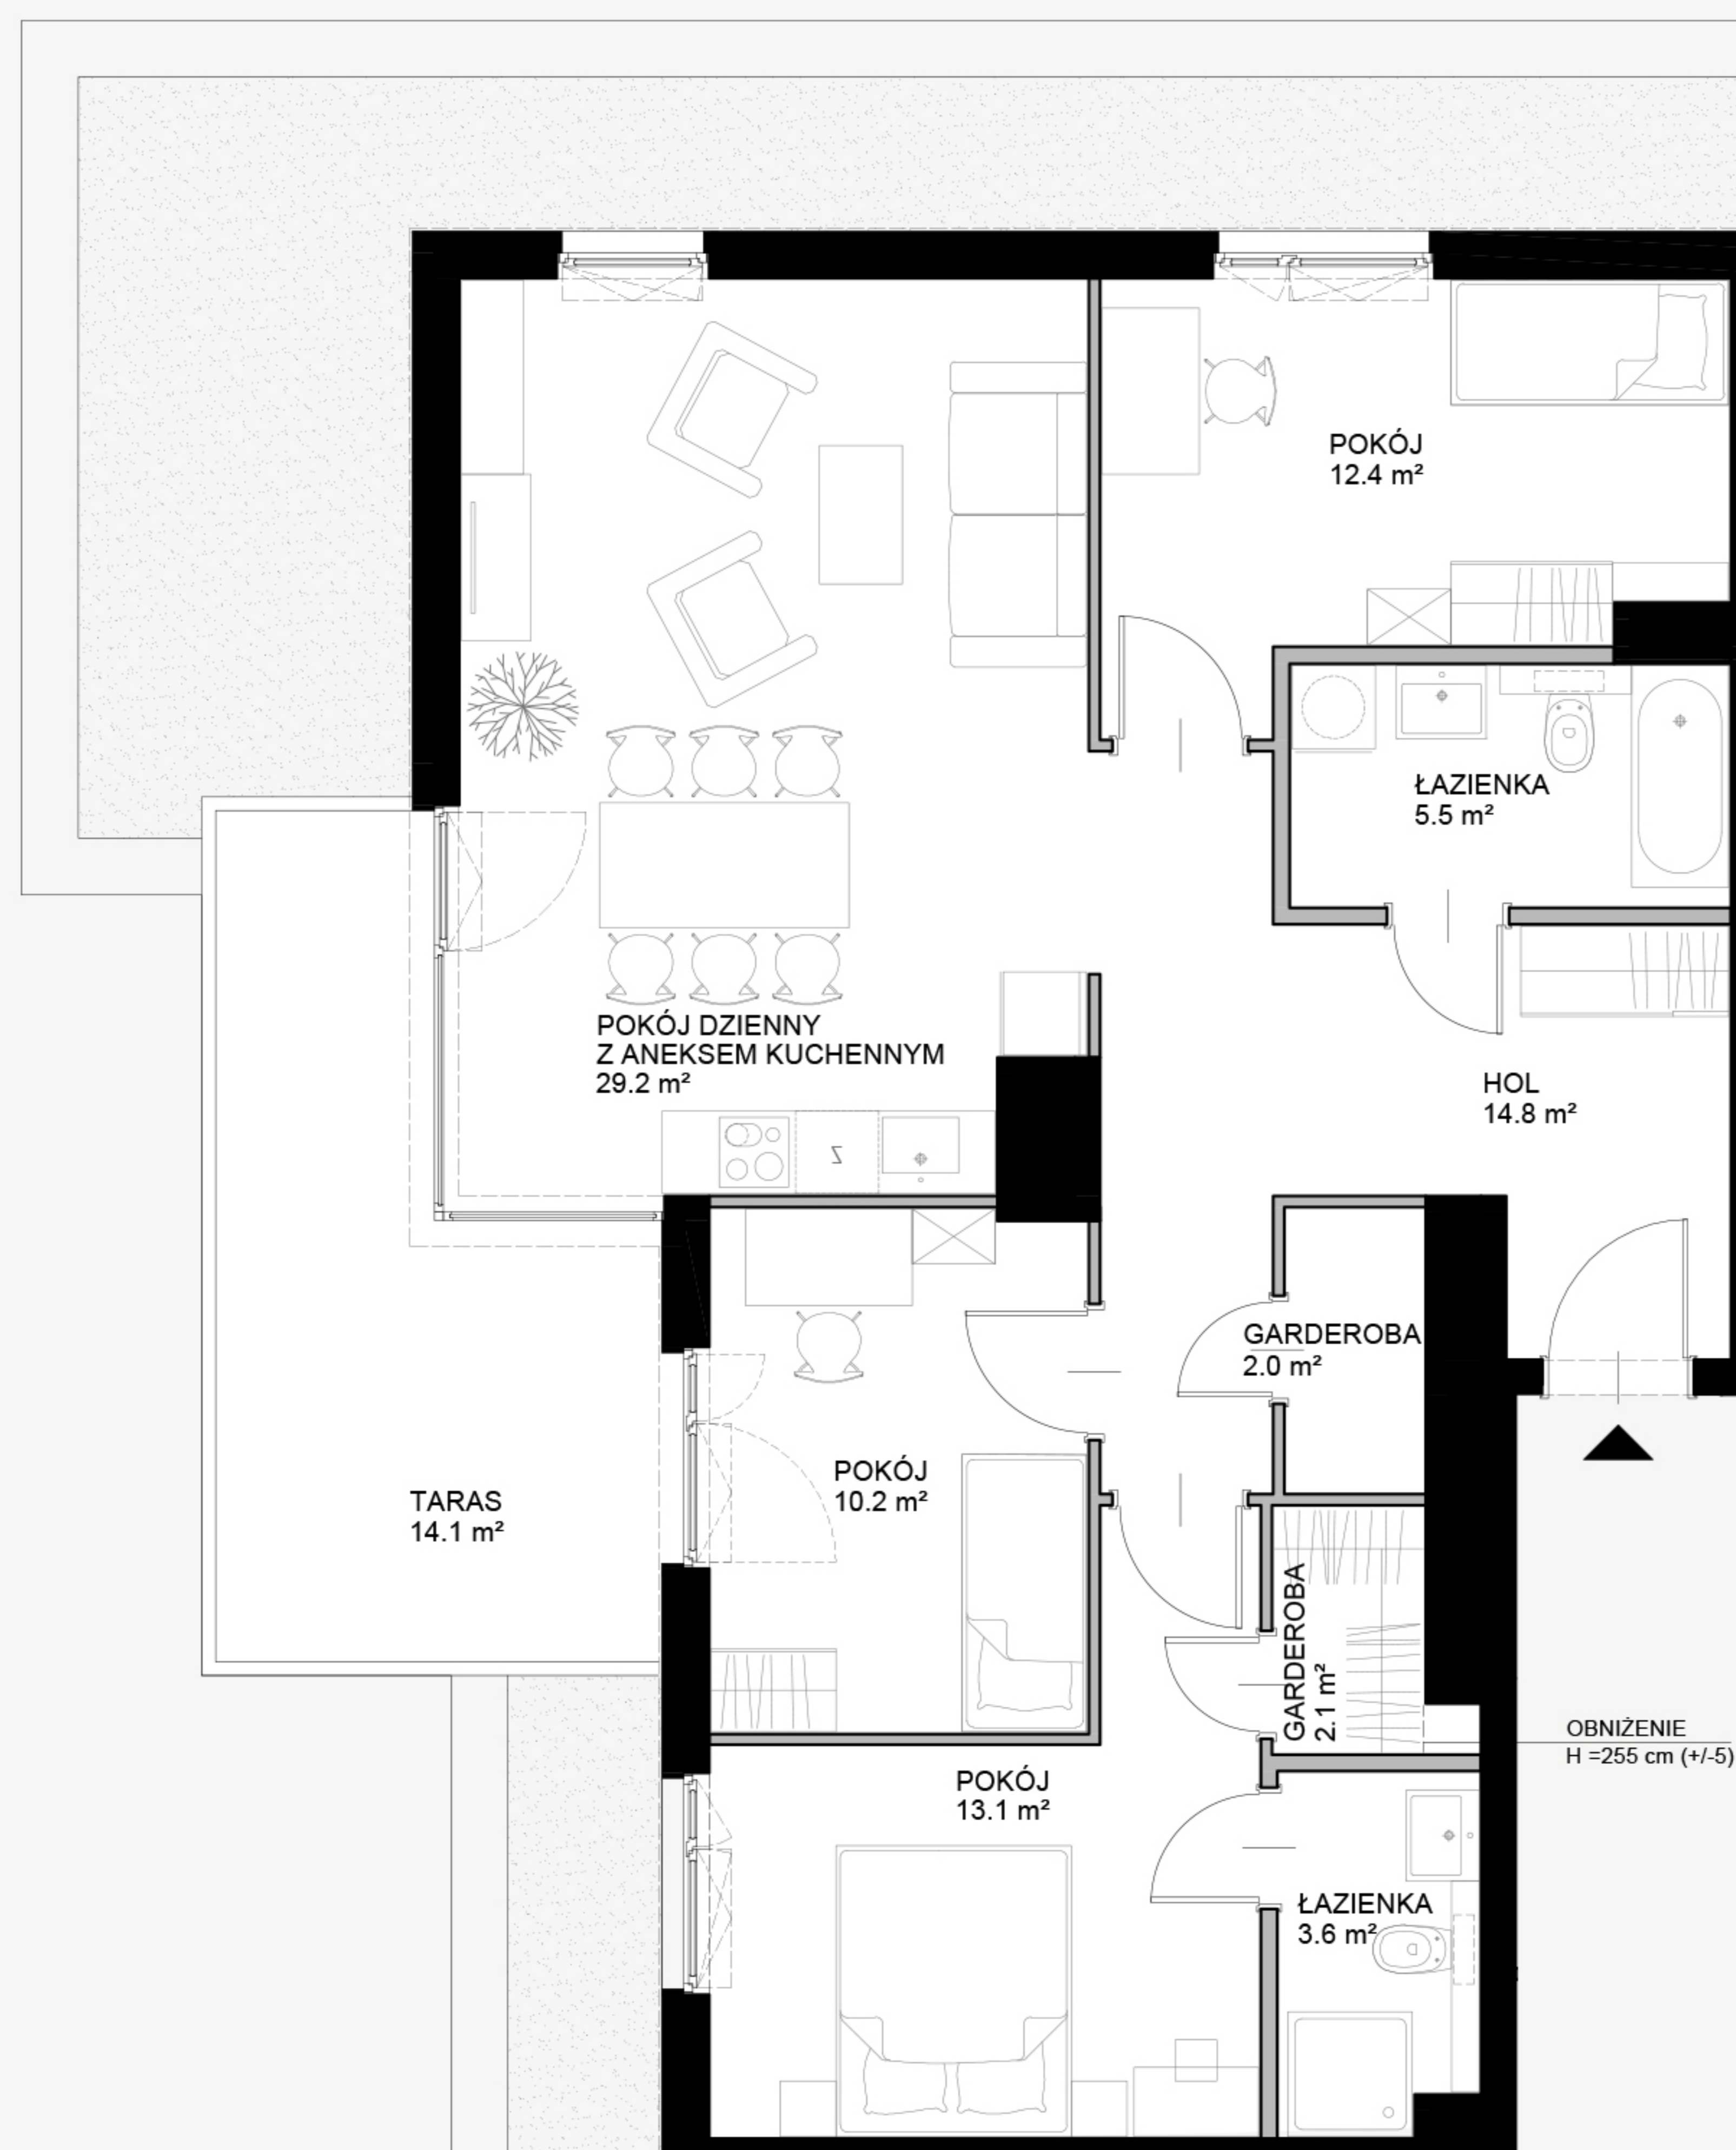 POKÓJ
12.4 m²
ŁAZIENKA
5.5 m²
POKÓJ DZIENNY
Z ANEKSEM KUCHENNYM
29.2 m²
HOL
14.8 m²
Z
GARDEROBA
2.0 m²
POKÓJ
10.2 m²
TARAS
14.1 m²
GARDEROBA
2.1 m²
OBNIŻENIE
H =255 cm (+/-5)
POKÓJ
13.1 m²
ŁAZIENKA
3.6 m²